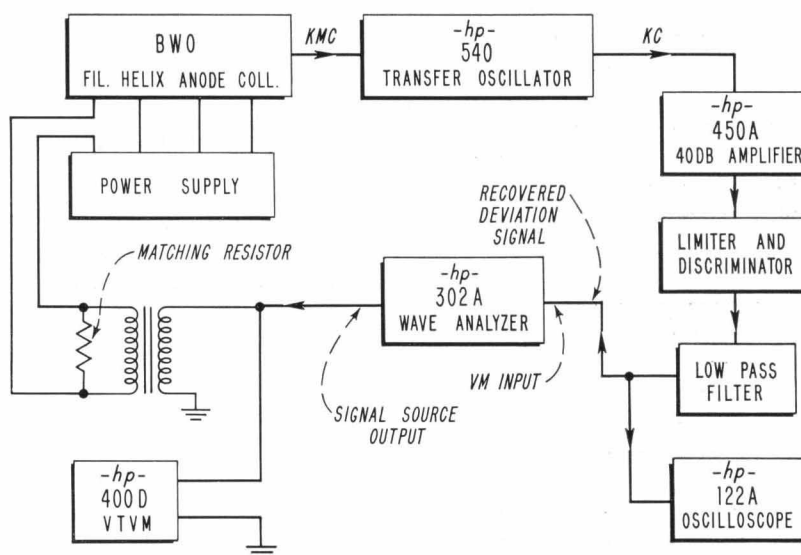 BWO
FIL. HELIX ANODE COLL.
KMC
-hp-
540
TRANSFER OSCILLATOR
KC
-hp-
450A
40DB AMPLIFIER
POWER SUPPLY
RECOVERED
DEVIATION
SIGNAL
LIMITER AND
DISCRIMINATOR
MATCHING RESISTOR
-hp-
302A
WAVE ANALYZER
VM INPUT
LOW PASS
FILTER
SIGNAL SOURCE
OUTPUT
-hp-
400D
VTVM
-hp-
122A
OSCILLOSCOPE